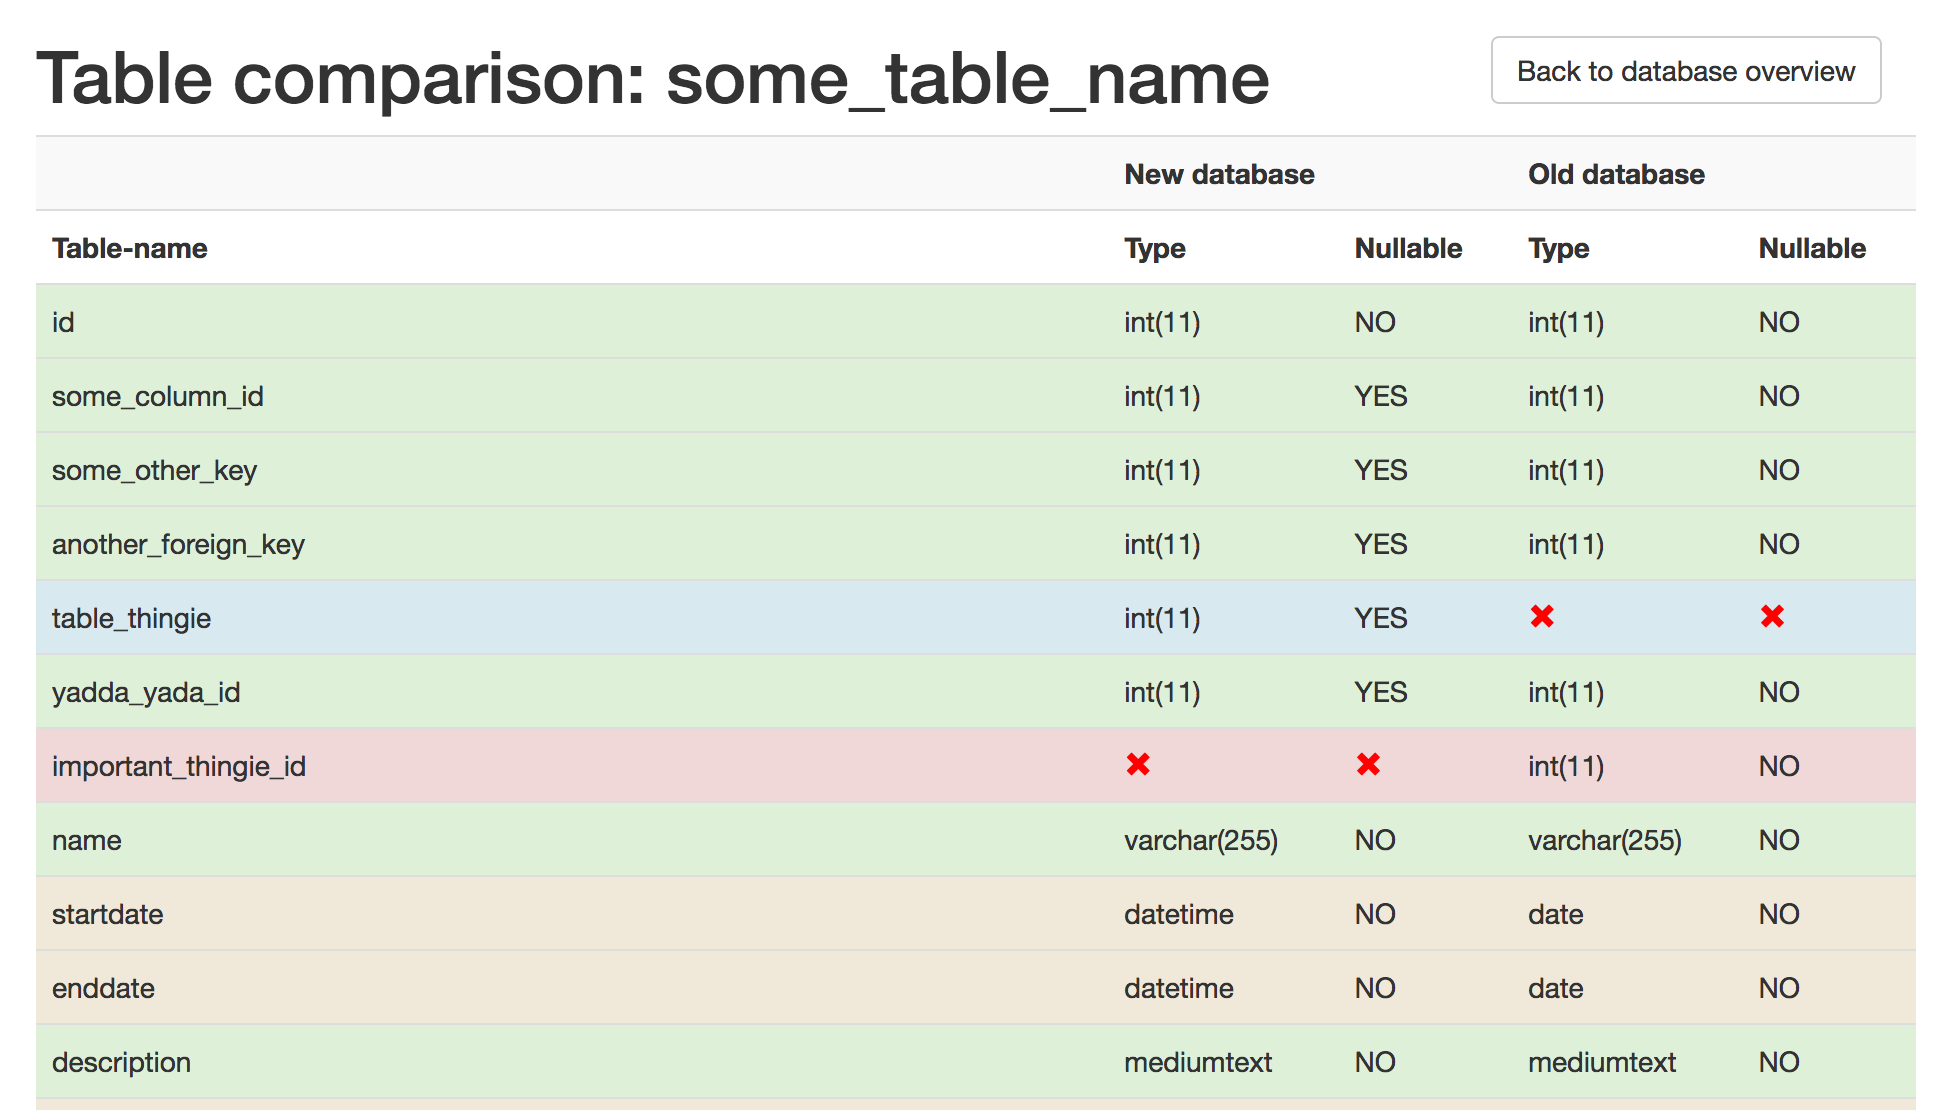 Table comparison: some_table_name
Back to database overview
New database Old database
Table-name Type Nullable Type Nullable
id int(11) NO int(11) NO
some_column_id int(11) YES int(11) NO
some_other_key int(11) YES int(11) NO
another_foreign_key int(11) YES int(11) NO
table_thingie int(11) YES ✖ ✖
yadda_yada_id int(11) YES int(11) NO
important_thingie_id ✖ ✖ int(11) NO
name varchar(255) NO varchar(255) NO
startdate datetime NO date NO
enddate datetime NO date NO
description mediumtext NO mediumtext NO